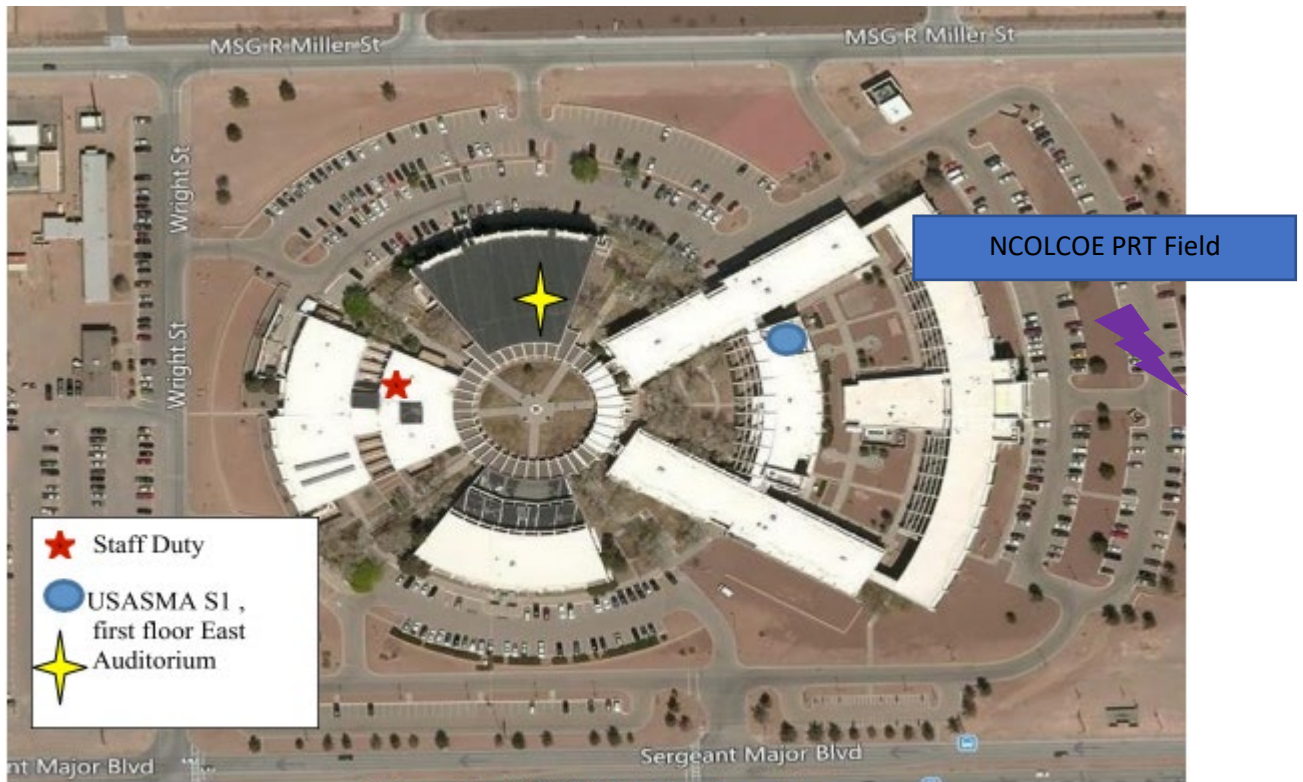 MSG R Miller St
MSG R Miller St
Wright St
NCOLCOE PRT Field
Wright St
Staff Duty
USASMA S1 ,
first floor East
Auditorium
Sergeant Major Blvd
nt Major Blvd